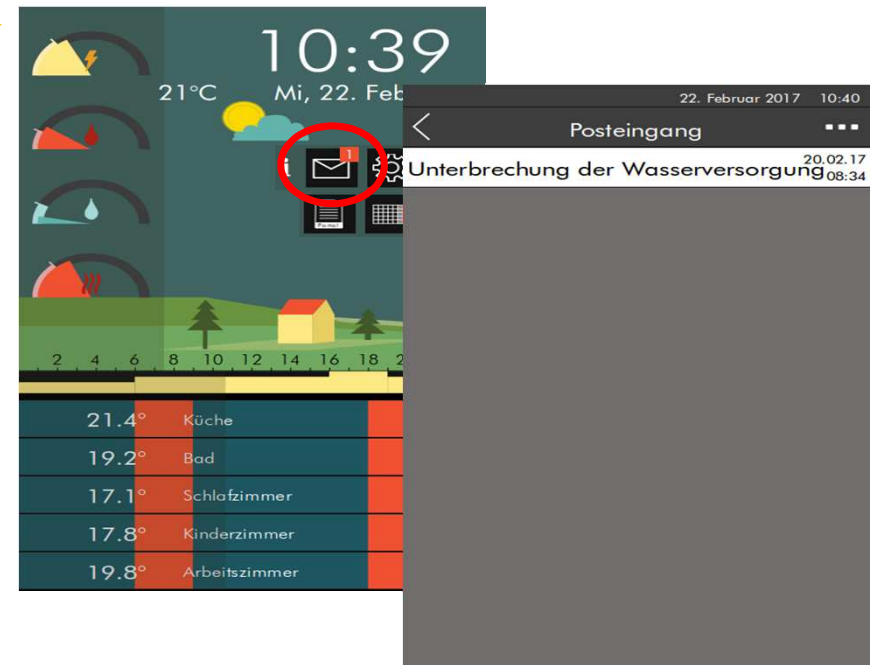 10:39
21°C Mi, 22. Feb
1
i
2 4 6 8 10 12 14 16 18 2
21.4° Küche
19.2° Bad
17.1° Schlafzimmer
17.8° Kinderzimmer
19.8° Arbeitszimmer
22. Februar 2017 10:40
Posteingang
Unterbrechung der Wasserversorgung 20.02.17
08:34